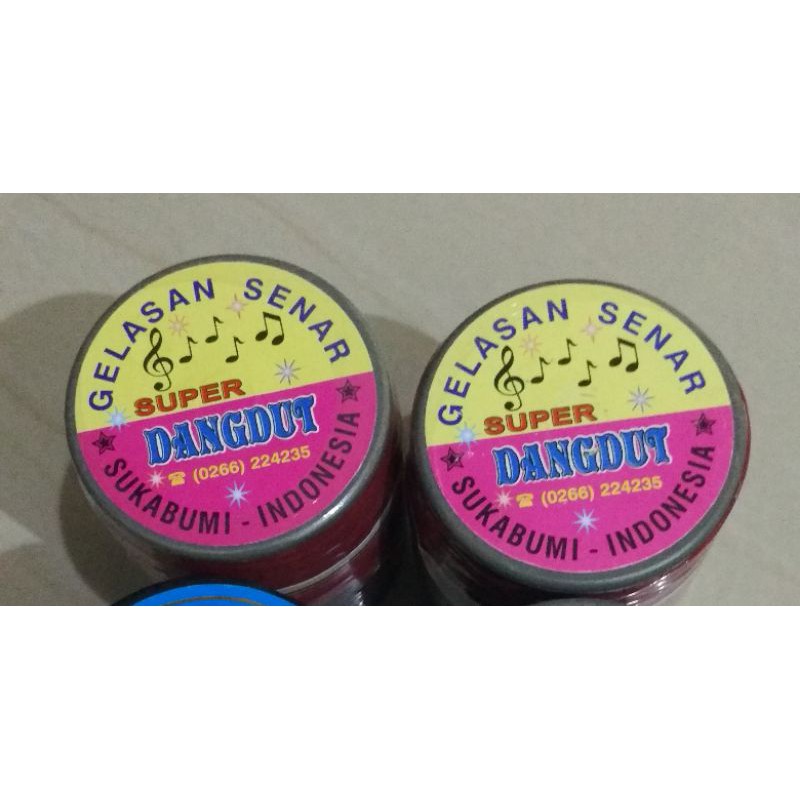 GELASAN SENAR
SUPER
DANGDUT
☎ (0266) 224235
SUKABUMI - INDONESIA
GELASAN SENAR
SUPER
DANGDUT
☎ (0266) 224235
SUKABUMI - INDONESIA